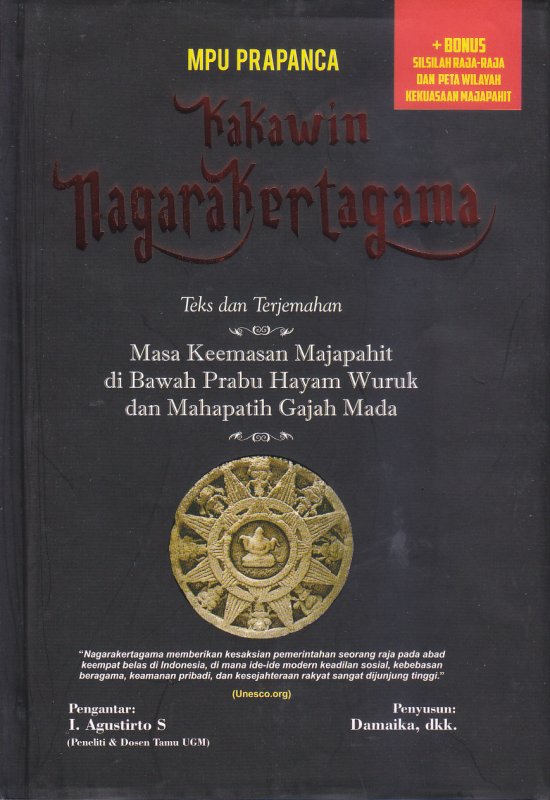 MPU PRAPANCA
+ BONUS
SILSILAH RAJA-RAJA
DAN PETA WILAYAH
KEKUASAAN MAJAPAHIT
Kakawin
Nagarakertagama
Teks dan Terjemahan
Masa Keemasan Majapahit
di Bawah Prabu Hayam Wuruk
dan Mahapatih Gajah Mada
“Nagarakertagama memberikan kesaksian pemerintahan seorang raja pada abad
keempat belas di Indonesia, di mana ide-ide modern keadilan sosial, kebebasan
beragama, keamanan pribadi, dan kesejahteraan rakyat sangat dijunjung tinggi.”
(Unesco.org)
Pengantar:
I. Agustirto S
(Peneliti & Dosen Tamu UGM)
Penyusun:
Damaika, dkk.